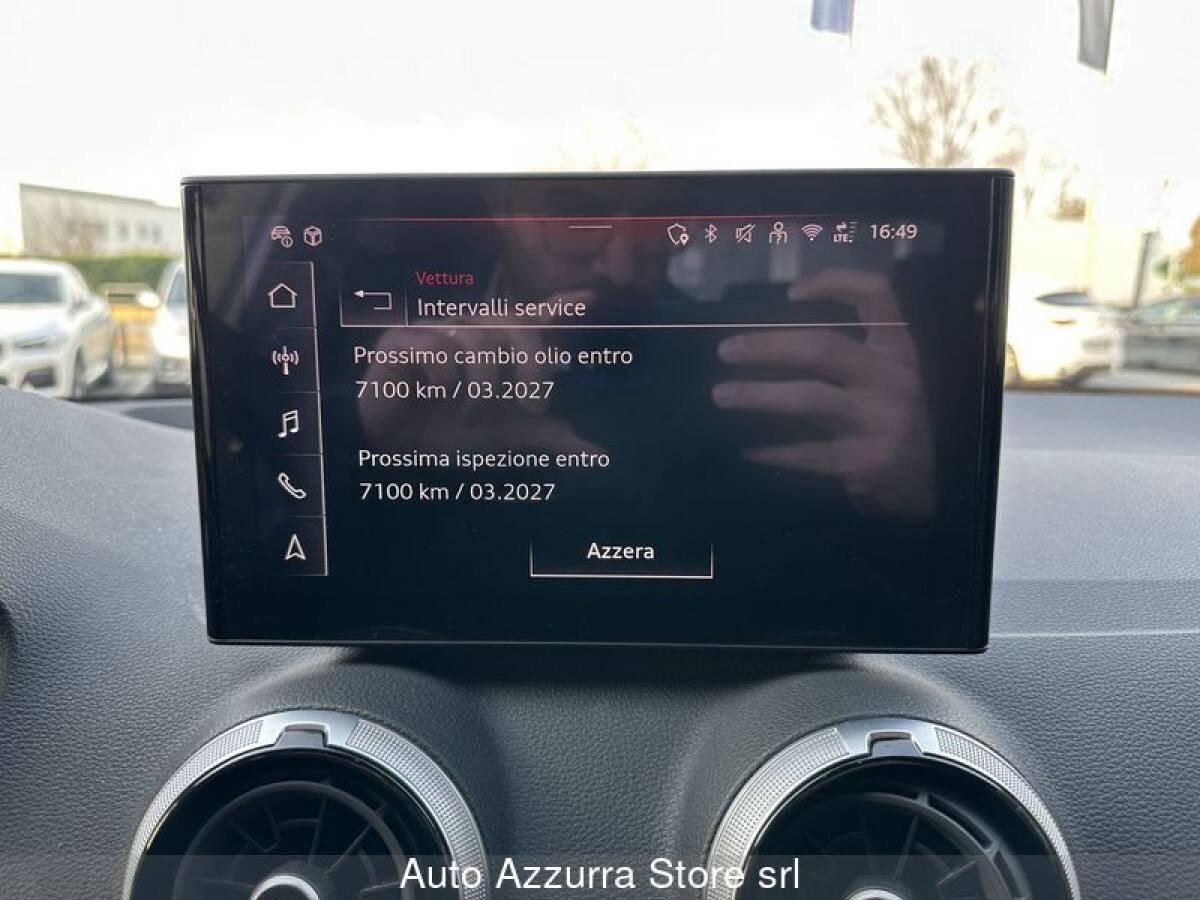 LTE
16:49
Vettura
Intervalli service
Prossimo cambio olio entro
7100 km / 03.2027
Prossima ispezione entro
7100 km / 03.2027
Azzera
Auto Azzurra Store srl